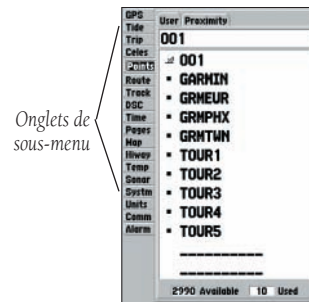 Onglets de
sous-menu
GPS
Tide
Trip
Celes
Points
Route
Track
DSC
Time
Pages
Map
Hiway
Temp
Sonar
Systm
Units
Comm
Alarm
User Proximity
001
001
GARMIN
GRMEUR
GRMPHX
GRMTWN
TOUR1
TOUR2
TOUR3
TOUR4
TOUR5
----------
----------
2990 Available 10 Used